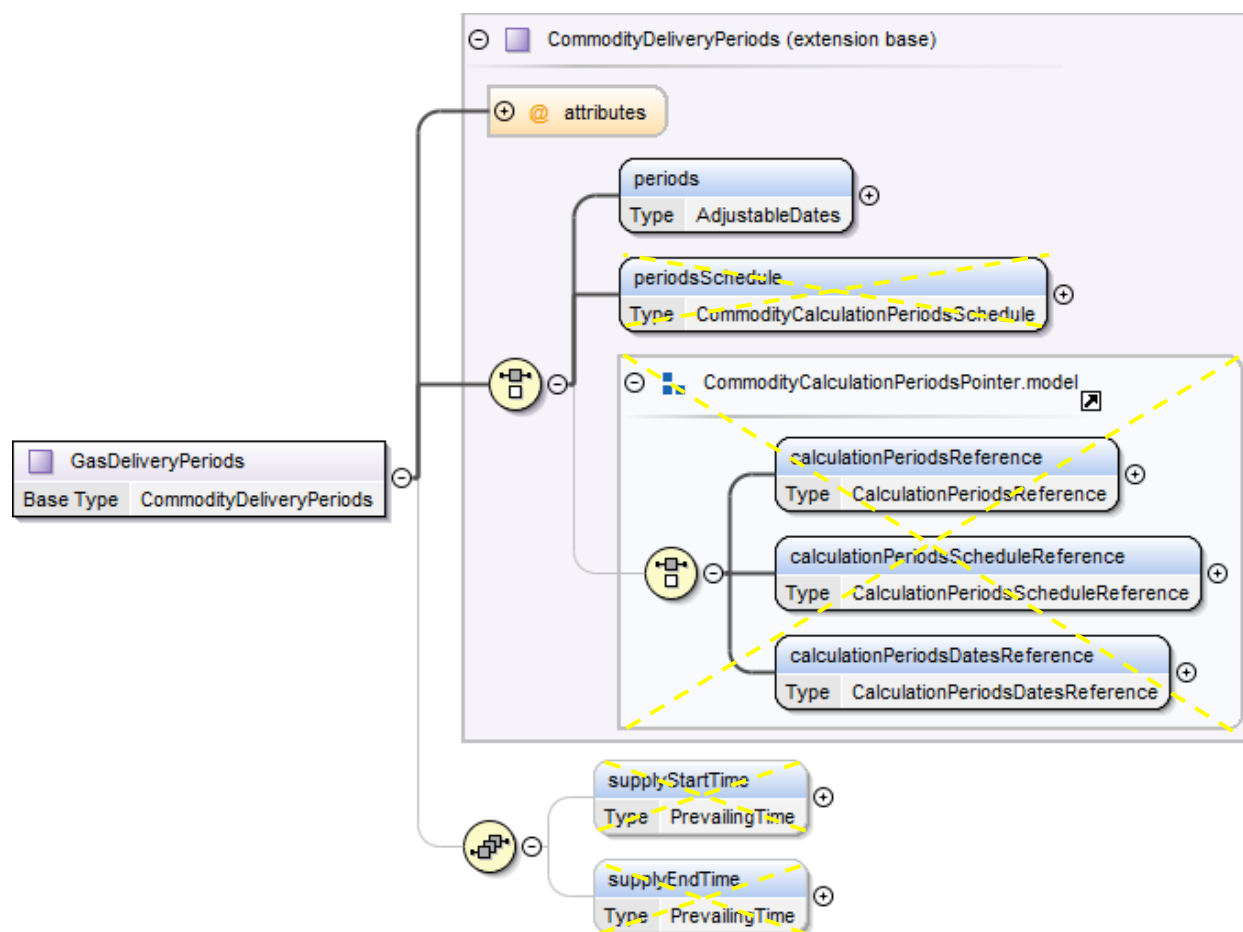 CommodityDeliveryPeriods (extension base)
@ attributes
periods
Type AdjustableDates
periodsSchedule
Type CommodityCalculationPeriodsSchedule
CommodityCalculationPeriodsPointer.model
calculationPeriodsReference
Type CalculationPeriodsReference
calculationPeriodsScheduleReference
Type CalculationPeriodsScheduleReference
calculationPeriodsDatesReference
Type CalculationPeriodsDatesReference
GasDeliveryPeriods
Base Type CommodityDeliveryPeriods
supplyStartTime
Type PrevailingTime
supplyEndTime
Type PrevailingTime